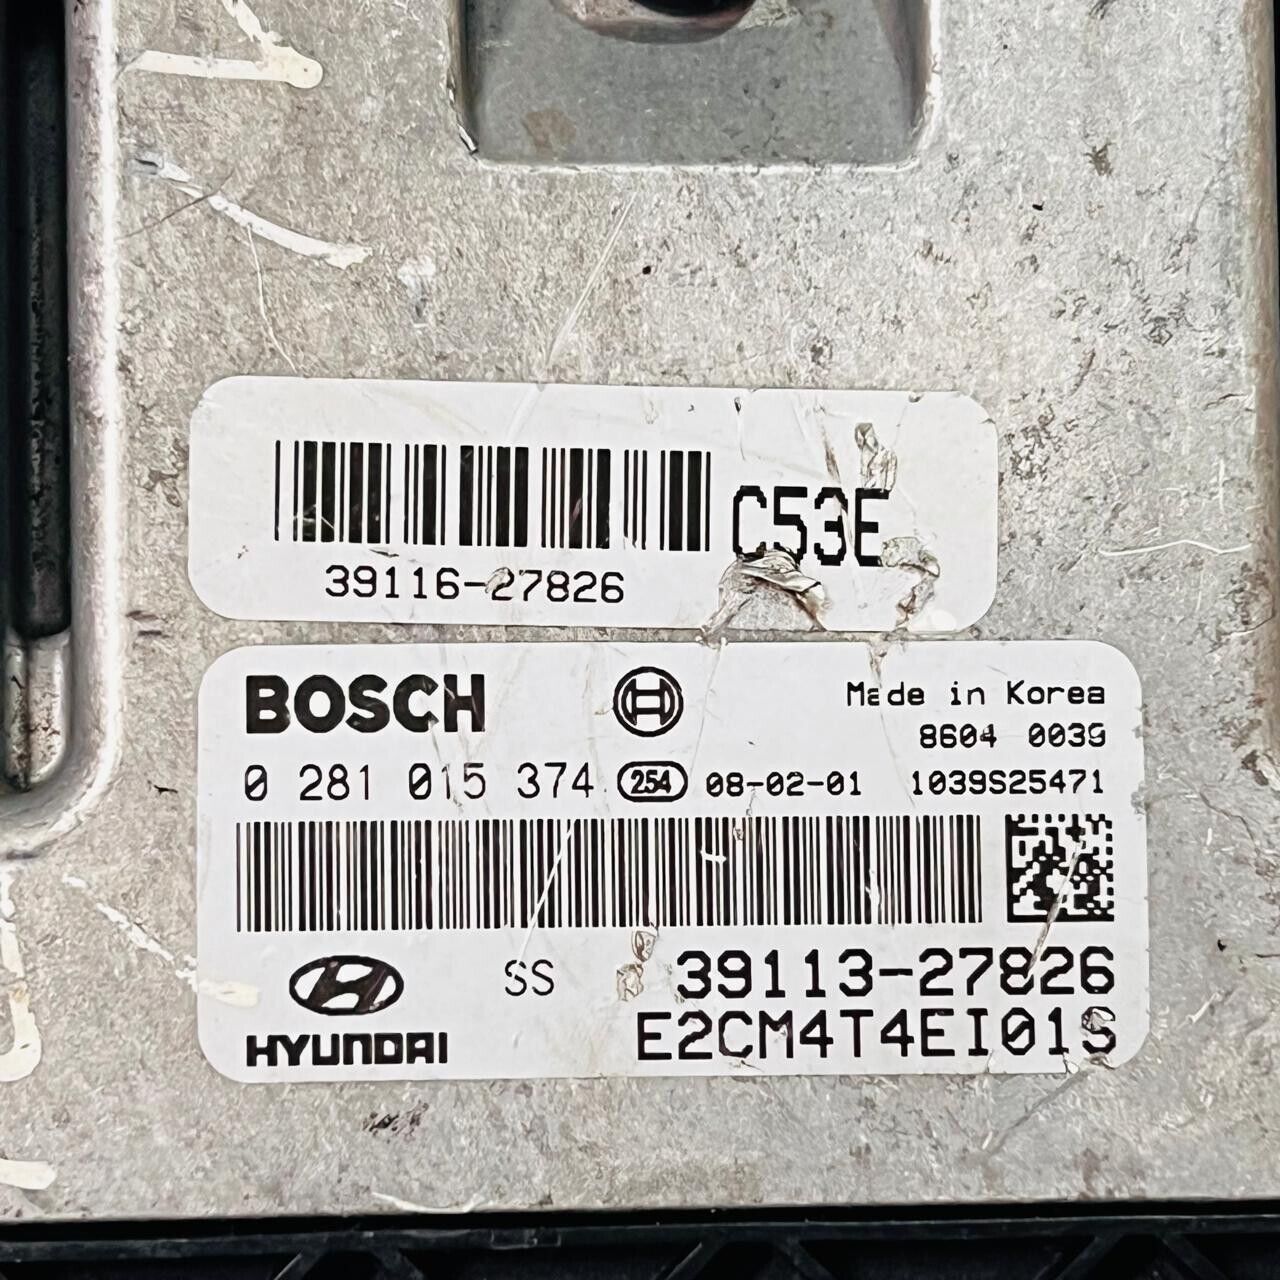 C53E
39116-27826
BOSCH
Made in Korea
8604 0039
0 281 015 374 254 08-02-01 1039S25471
SS 39113-27826
HYUNDAI E2CM4T4EI01S